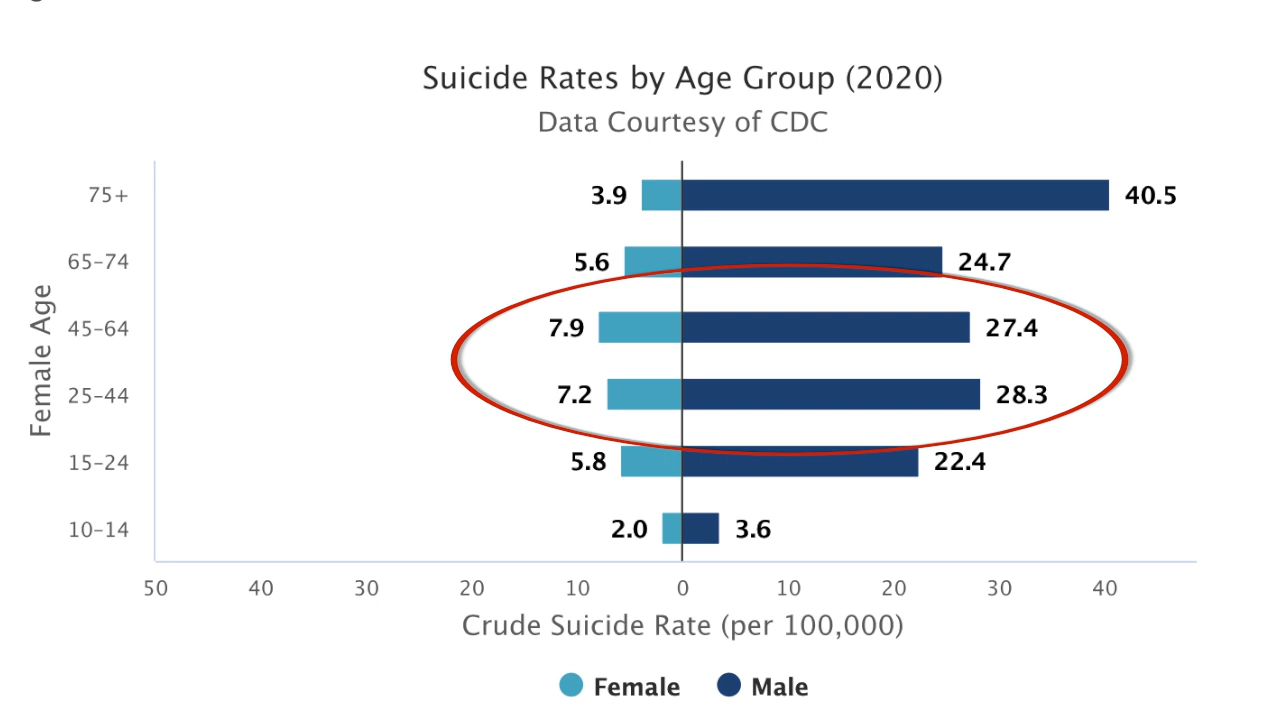 Suicide Rates by Age Group (2020)
Data Courtesy of CDC
75+ 3.9 40.5
65–74 5.6 24.7
45–64 7.9 27.4
25–44 7.2 28.3
15–24 5.8 22.4
10–14 2.0 3.6
Female Age
50 40 30 20 10 0 10 20 30 40
Crude Suicide Rate (per 100,000)
Female Male